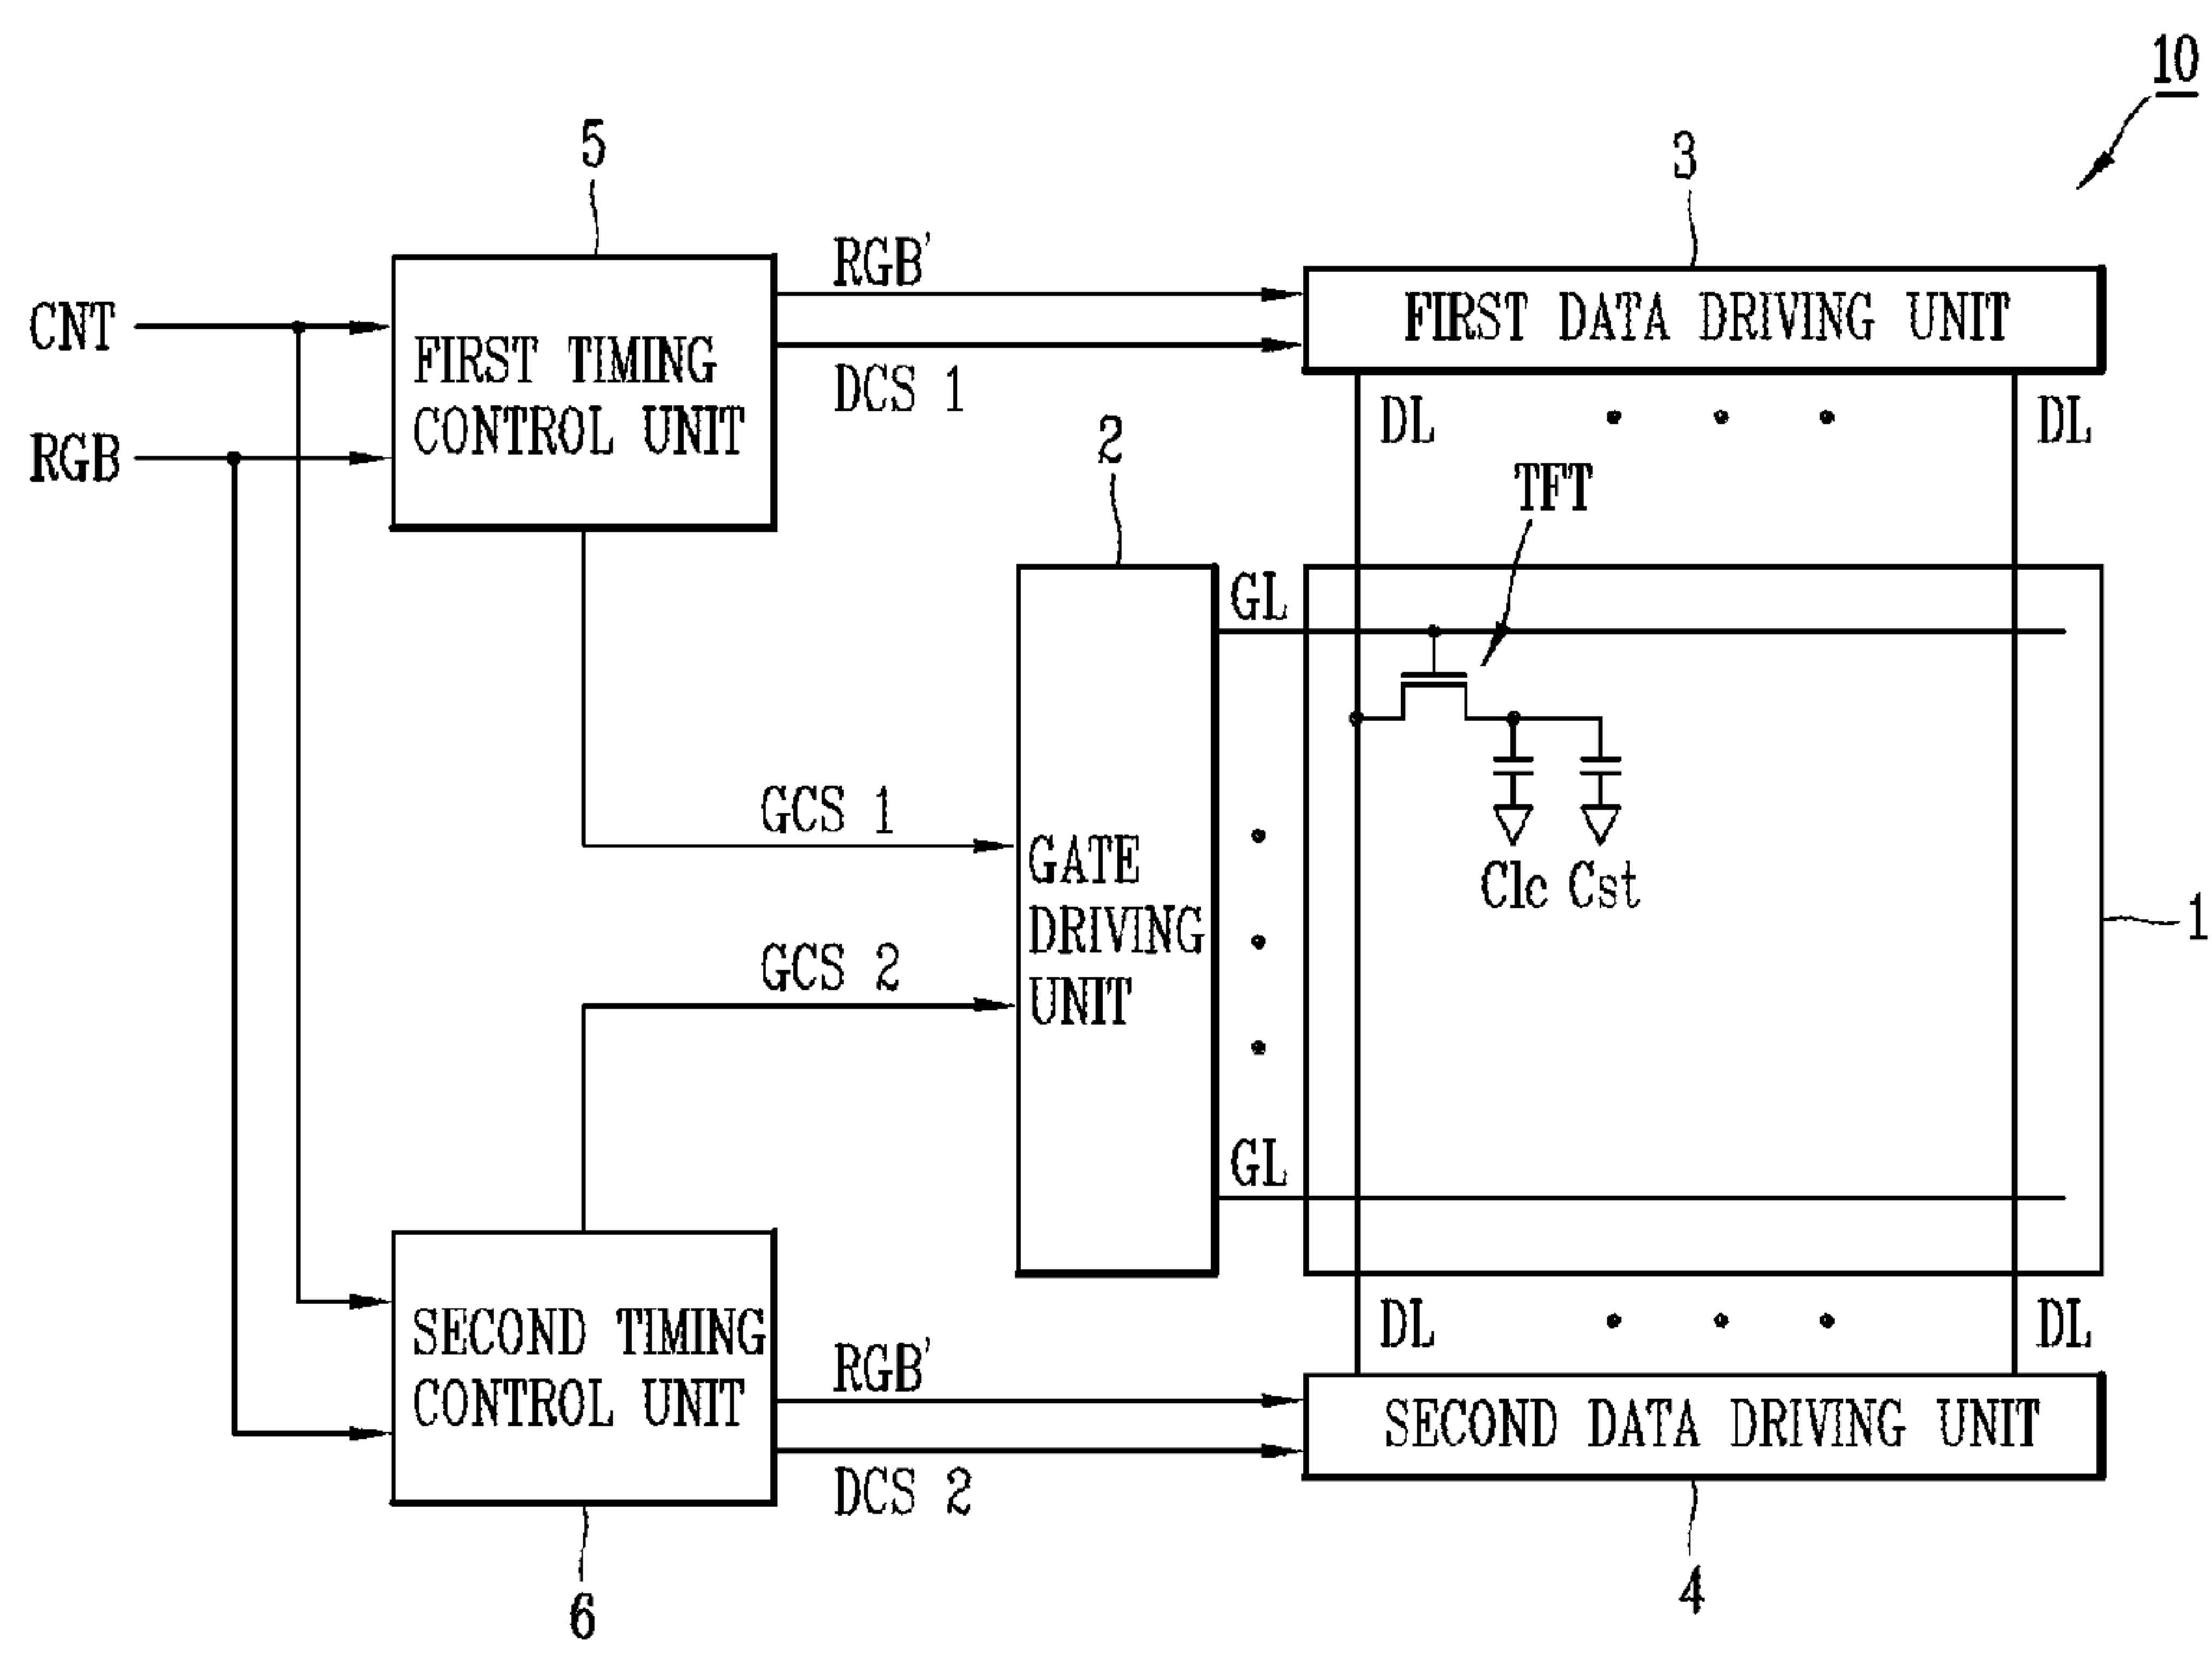 10
5
3
RGB'
CNT
FIRST TIMING
CONTROL UNIT
FIRST DATA DRIVING UNIT
DCS 1
RGB
2
DL
DL
TFT
GL
GCS 1
GATE
DRIVING
UNIT
Clc Cst
1
GCS 2
GL
SECOND TIMING
CONTROL UNIT
DL
DL
RGB'
SECOND DATA DRIVING UNIT
DCS 2
6
4